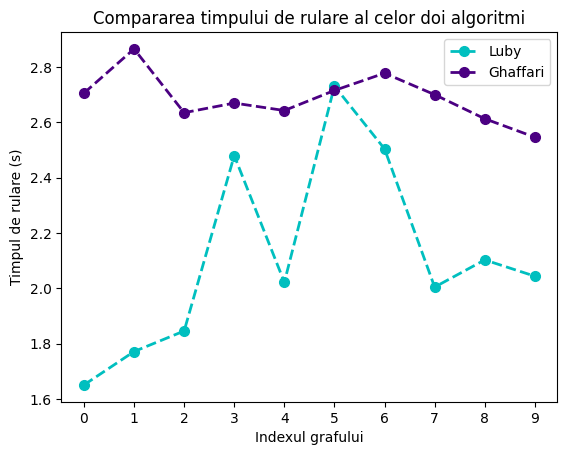 Compararea timpului de rulare al celor doi algoritmi
Luby
Ghaffari
Timpul de rulare (s)
2.8
2.6
2.4
2.2
2.0
1.8
1.6
0 1 2 3 4 5 6 7 8 9
Indexul grafului